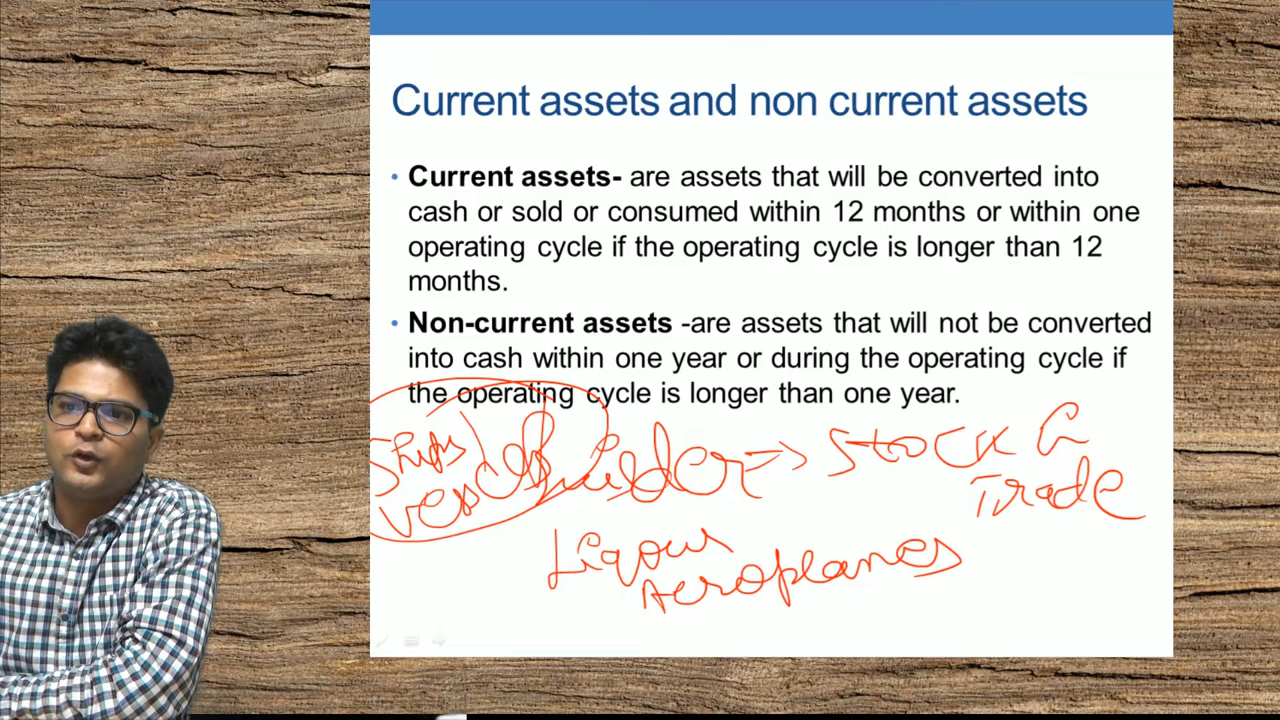 Current assets and non current assets
• Current assets- are assets that will be converted into
cash or sold or consumed within 12 months or within one
operating cycle if the operating cycle is longer than 12
months.
• Non-current assets -are assets that will not be converted
into cash within one year or during the operating cycle if
the operating cycle is longer than one year.
Ships builder → Stock
Trade
Liqour
Aeroplanes